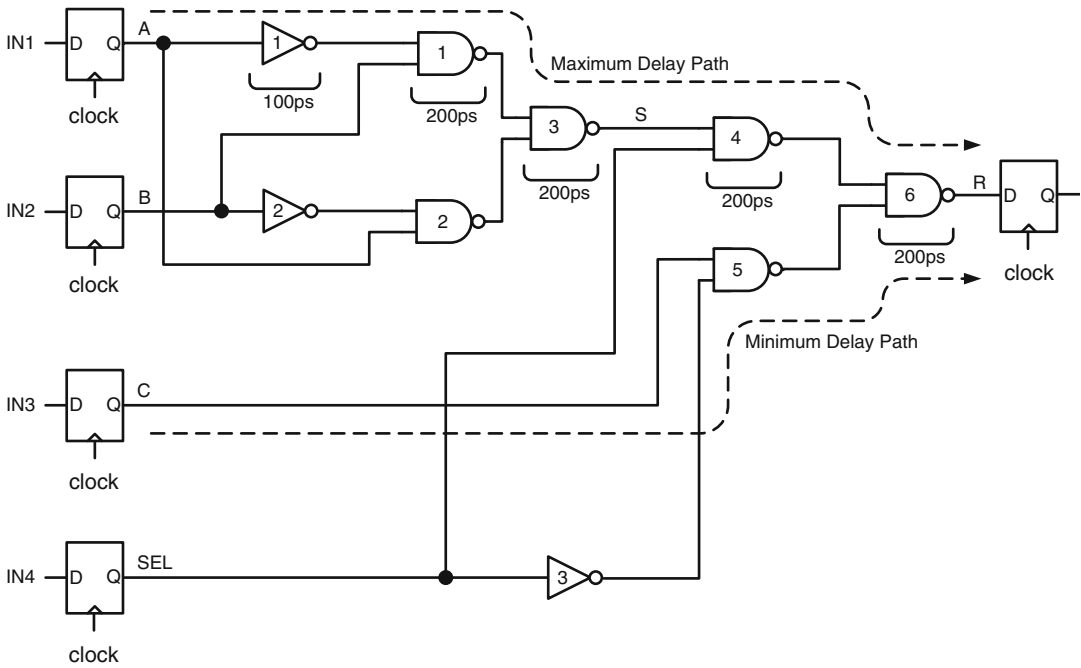 IN1
D
Q
clock
A
1
100ps
1
200ps
Maximum Delay Path
3
200ps
S
4
200ps
6
200ps
R
D
Q
clock
IN2
D
Q
clock
B
2
2
5
Minimum Delay Path
IN3
D
Q
clock
C
IN4
D
Q
clock
SEL
3